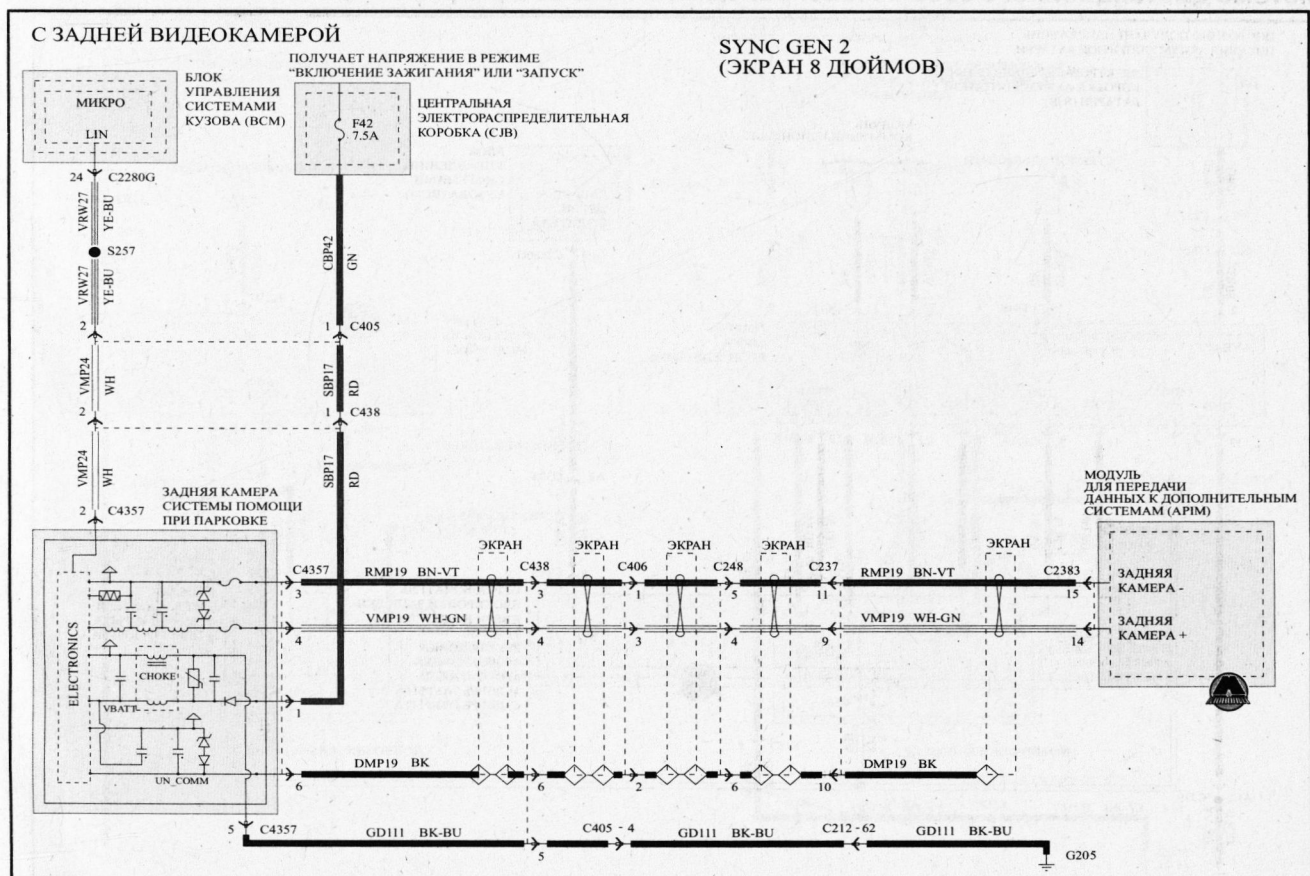 С ЗАДНЕЙ ВИДЕОКАМЕРОЙ
SYNC GEN 2
(ЭКРАН 8 ДЮЙМОВ)
ПОЛУЧАЕТ НАПРЯЖЕНИЕ В РЕЖИМЕ
“ВКЛЮЧЕНИЕ ЗАЖИГАНИЯ” ИЛИ “ЗАПУСК”
МИКРО
LIN
БЛОК
УПРАВЛЕНИЯ
СИСТЕМАМИ
КУЗОВА (BCM)
F42
7.5A
ЦЕНТРАЛЬНАЯ
ЭЛЕКТРОРАСПРЕДЕЛИТЕЛЬНАЯ
КОРОБКА (CJB)
24 C2280G
VRW27 YE-BU
S257
VRW27 YE-BU
2
VMP24 WH
2
VMP24 WH
2 C4357
CBP42 GN
1 C405
SBP17 RD
1 C438
SBP17 RD
ЗАДНЯЯ КАМЕРА
СИСТЕМЫ ПОМОЩИ
ПРИ ПАРКОВКЕ
МОДУЛЬ
ДЛЯ ПЕРЕДАЧИ
ДАННЫХ К ДОПОЛНИТЕЛЬНЫМ
СИСТЕМАМ (APIM)
ЭКРАН ЭКРАН ЭКРАН ЭКРАН ЭКРАН
C4357 RMP19 BN-VT C438 C406 C248 C237 RMP19 BN-VT C2383
3 3 1 5 11 15
ЗАДНЯЯ
КАМЕРА -
VMP19 WH-GN VMP19 WH-GN
4 4 3 4 9 14
ЗАДНЯЯ
КАМЕРА +
ELECTRONICS
CHOKE
VBATT
UN_COMM
1
DMP19 BK DMP19 BK
6 6 2 6 10
5 C4357
GD111 BK-BU C405 - 4 GD111 BK-BU C212 - 62 GD111 BK-BU
5
G205